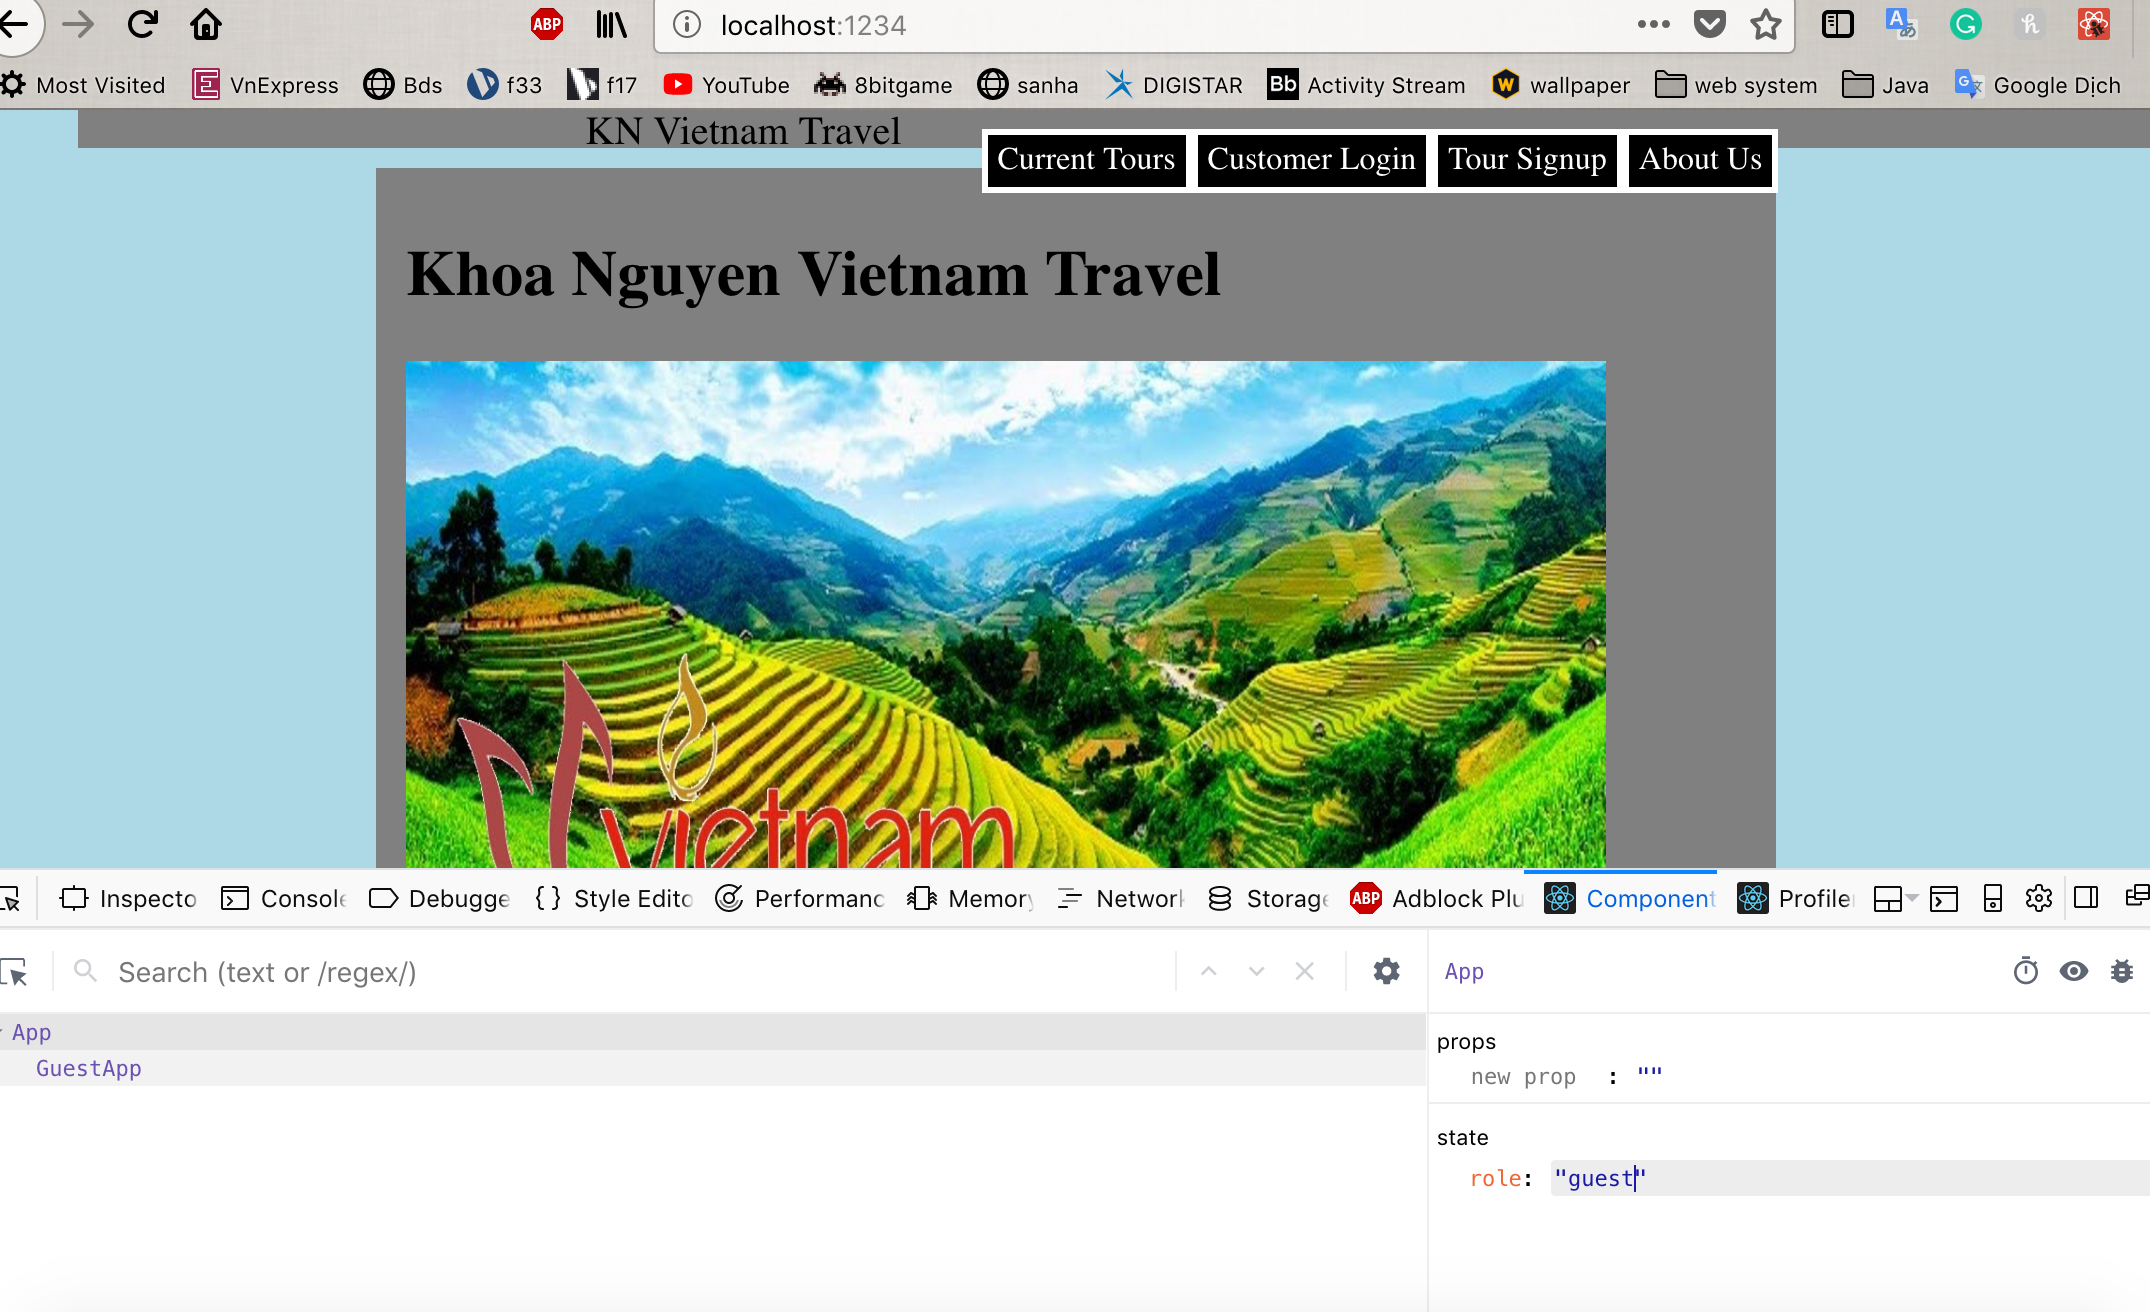 localhost:1234
Most Visited VnExpress Bds f33 f17 YouTube 8bitgame sanha DIGISTAR Bb Activity Stream wallpaper web system Java Google Dịch
KN Vietnam Travel
Current Tours Customer Login Tour Signup About Us
Khoa Nguyen Vietnam Travel
vietnam
Inspecto Console Debugge { } Style Edito Performanc Memory Network Storage ABP Adblock Plu Component Profile
Search (text or /regex/)
App
App
GuestApp
props
new prop : ""
state
role: "guest"